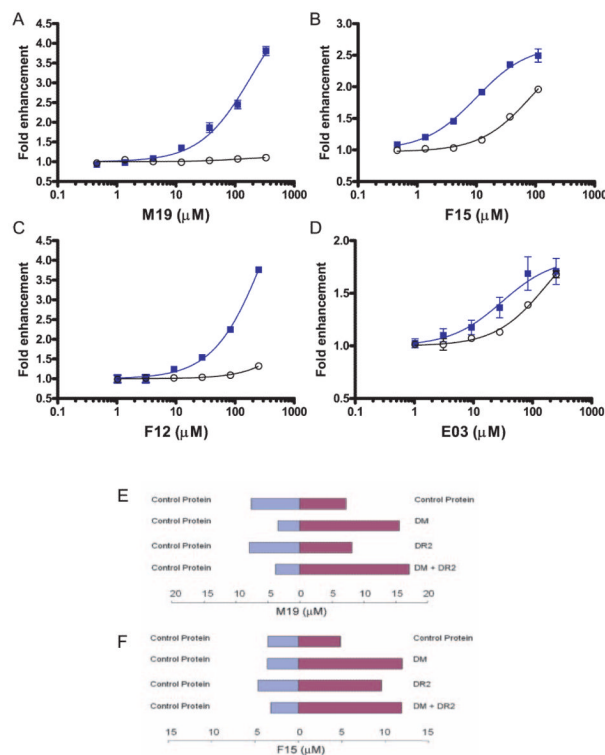 A
Fold enhancement
4.5
4.0
3.5
3.0
2.5
2.0
1.5
1.0
0.5
0.1 1 10 100 1000
M19 (µM)
B
Fold enhancement
3.0
2.5
2.0
1.5
1.0
0.5
0.1 1 10 100 1000
F15 (µM)
C
Fold enhancement
4.5
4.0
3.5
3.0
2.5
2.0
1.5
1.0
0.5
0.1 1 10 100 1000
F12 (µM)
D
Fold enhancement
2.0
1.5
1.0
0.5
0.1 1 10 100 1000
E03 (µM)
E
Control Protein Control Protein
Control Protein DM
Control Protein DR2
Control Protein DM + DR2
20 15 10 5 0 5 10 15 20
M19 (µM)
F
Control Protein Control Protein
Control Protein DM
Control Protein DR2
Control Protein DM + DR2
15 10 5 0 5 10 15
F15 (µM)